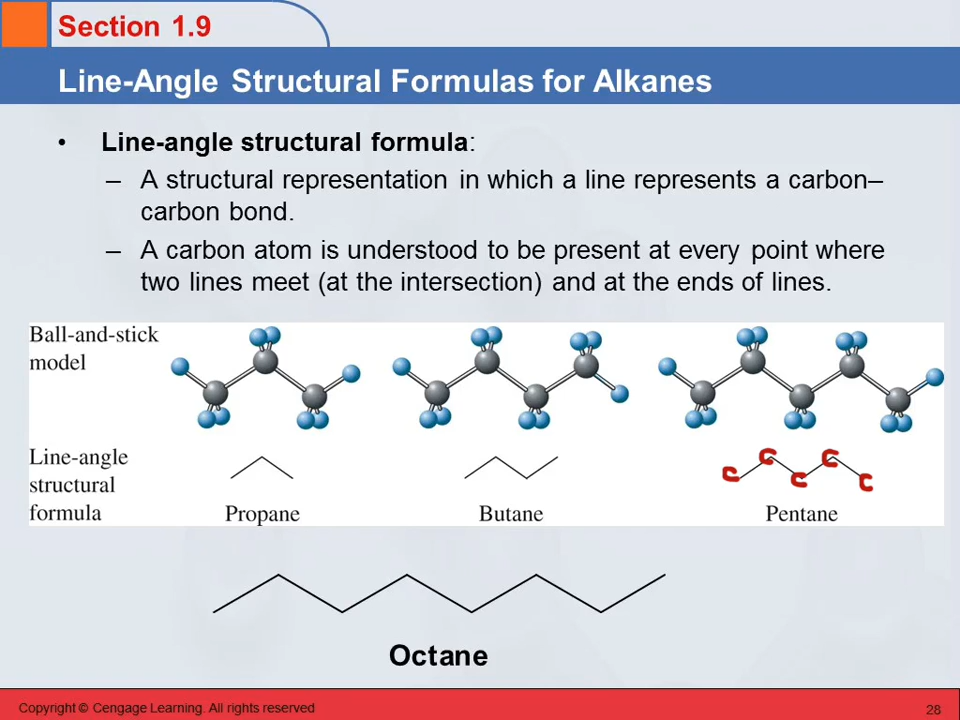 Section 1.9
Line-Angle Structural Formulas for Alkanes
• Line-angle structural formula:
– A structural representation in which a line represents a carbon–
carbon bond.
– A carbon atom is understood to be present at every point where
two lines meet (at the intersection) and at the ends of lines.
Ball-and-stick
model
Line-angle
structural
formula
C C C C C
Propane Butane Pentane
Octane
Copyright © Cengage Learning. All rights reserved 28